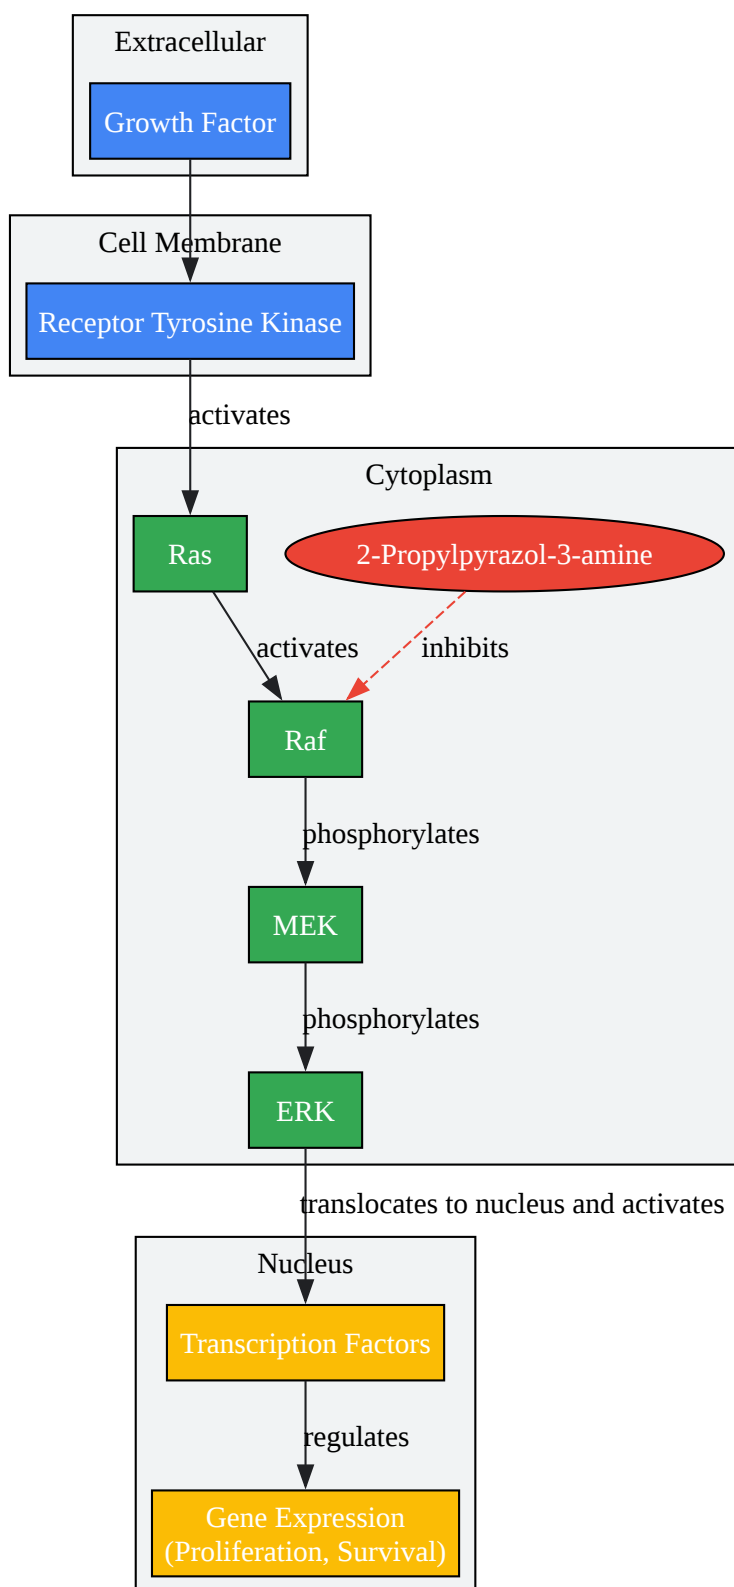 Extracellular
Growth Factor
Cell Membrane
Receptor Tyrosine Kinase
activates
Cytoplasm
Ras
2-Propylpyrazol-3-amine
activates
inhibits
Raf
phosphorylates
MEK
phosphorylates
ERK
translocates to nucleus and activates
Nucleus
Transcription Factors
regulates
Gene Expression
(Proliferation, Survival)